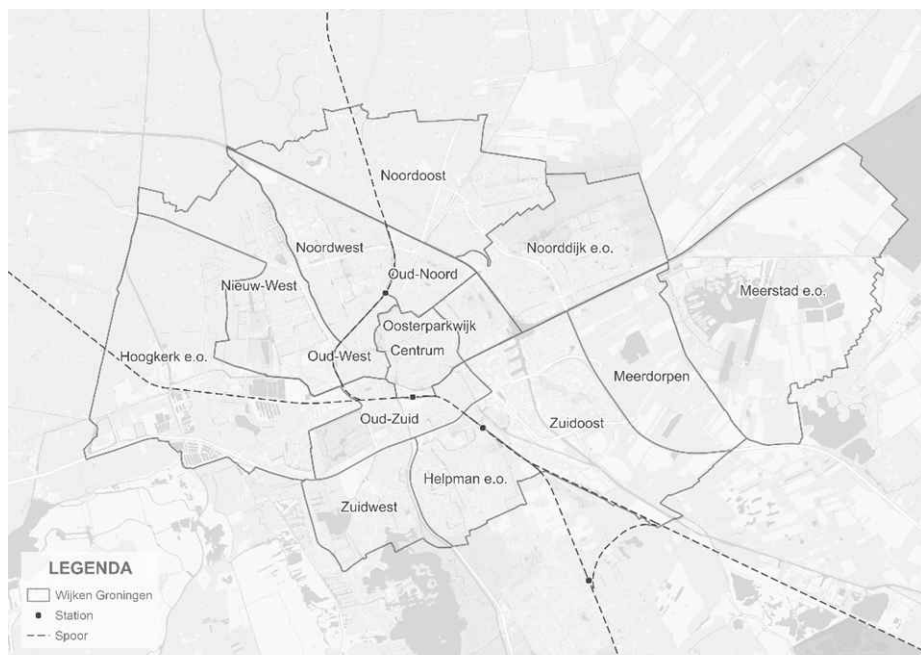 Noordoost
Noordwest
Noorddijk e.o.
Oud-Noord
Nieuw-West
Meerstad e.o.
Oosterparkwijk
Centrum
Oud-West
Hoogkerk e.o.
Meerdorpen
Oud-Zuid
Zuidoost
Helpman e.o.
Zuidwest
LEGENDA
Wijken Groningen
Station
Spoor